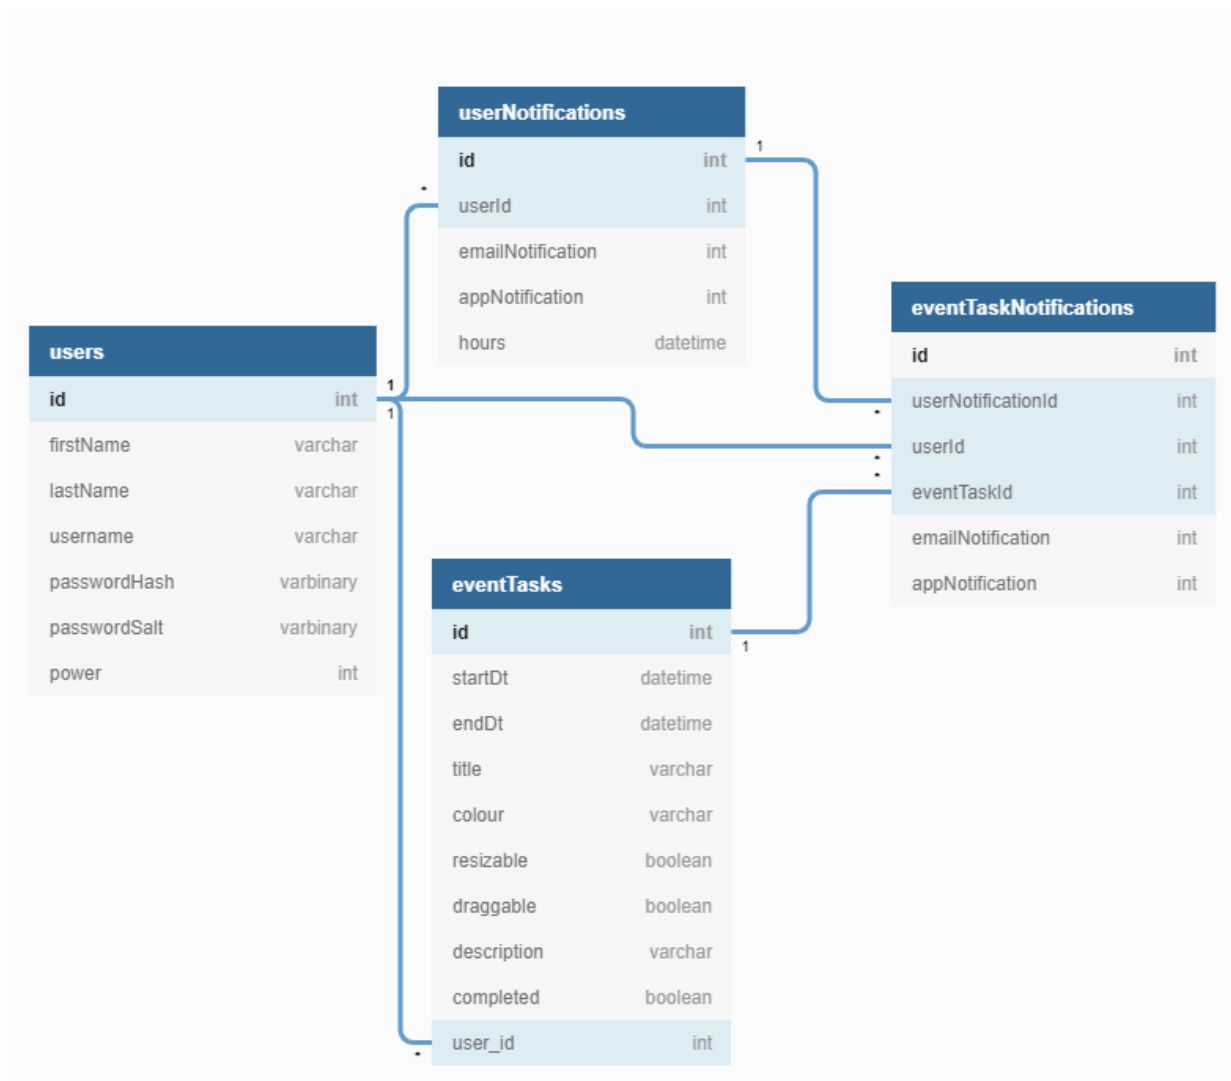 userNotifications
id int
userId int
emailNotification int
appNotification int
hours datetime
1
*
users
id int
firstName varchar
lastName varchar
username varchar
passwordHash varbinary
passwordSalt varbinary
power int
1
1
eventTaskNotifications
id int
userNotificationId int
userId int
eventTaskId int
emailNotification int
appNotification int
*
*
*
eventTasks
id int
startDt datetime
endDt datetime
title varchar
colour varchar
resizable boolean
draggable boolean
description varchar
completed boolean
user_id int
1
*